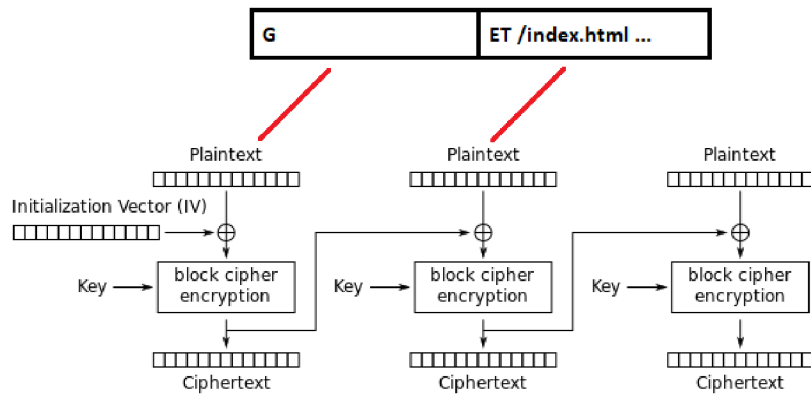 G
ET /index.html ...
Plaintext
Plaintext
Plaintext
Initialization Vector (IV)
Key
block cipher
encryption
Key
block cipher
encryption
Key
block cipher
encryption
Ciphertext
Ciphertext
Ciphertext